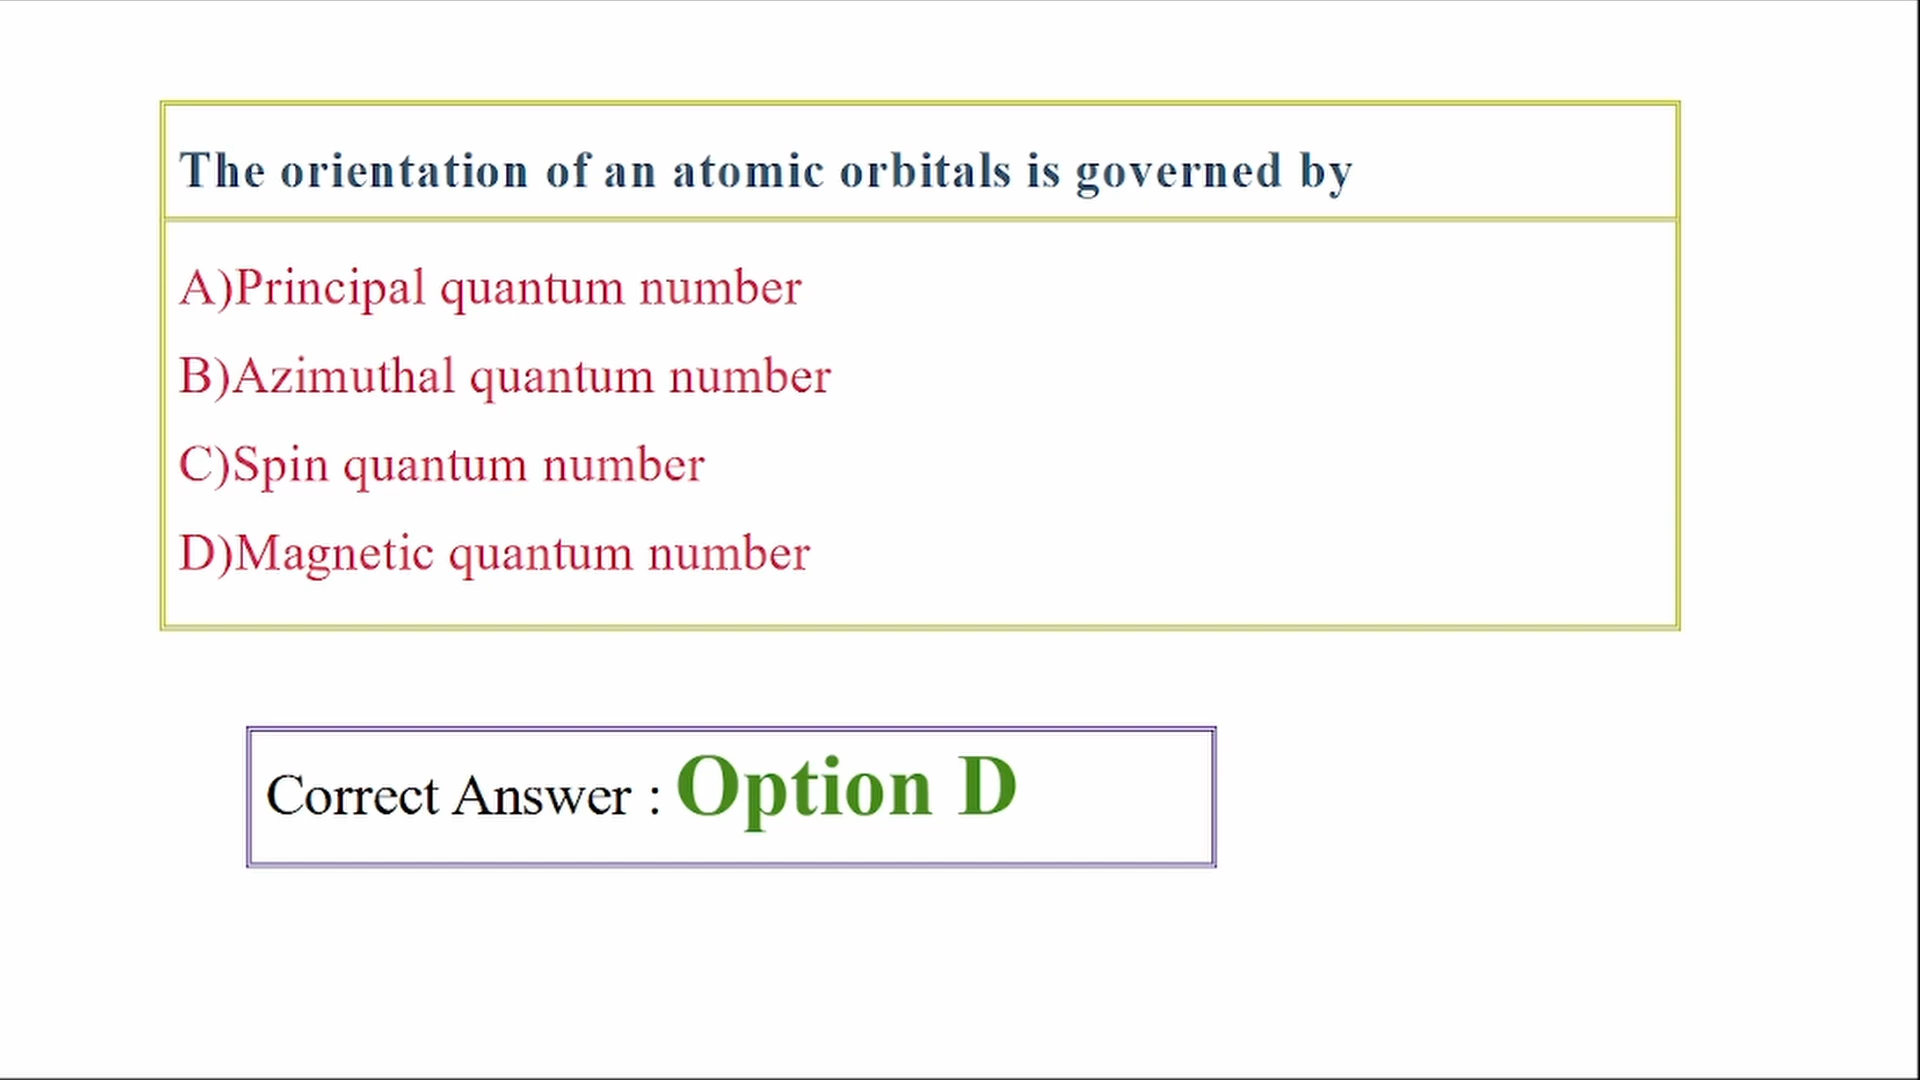 The orientation of an atomic orbitals is governed by
A)Principal quantum number
B)Azimuthal quantum number
C)Spin quantum number
D)Magnetic quantum number
Correct Answer : Option D